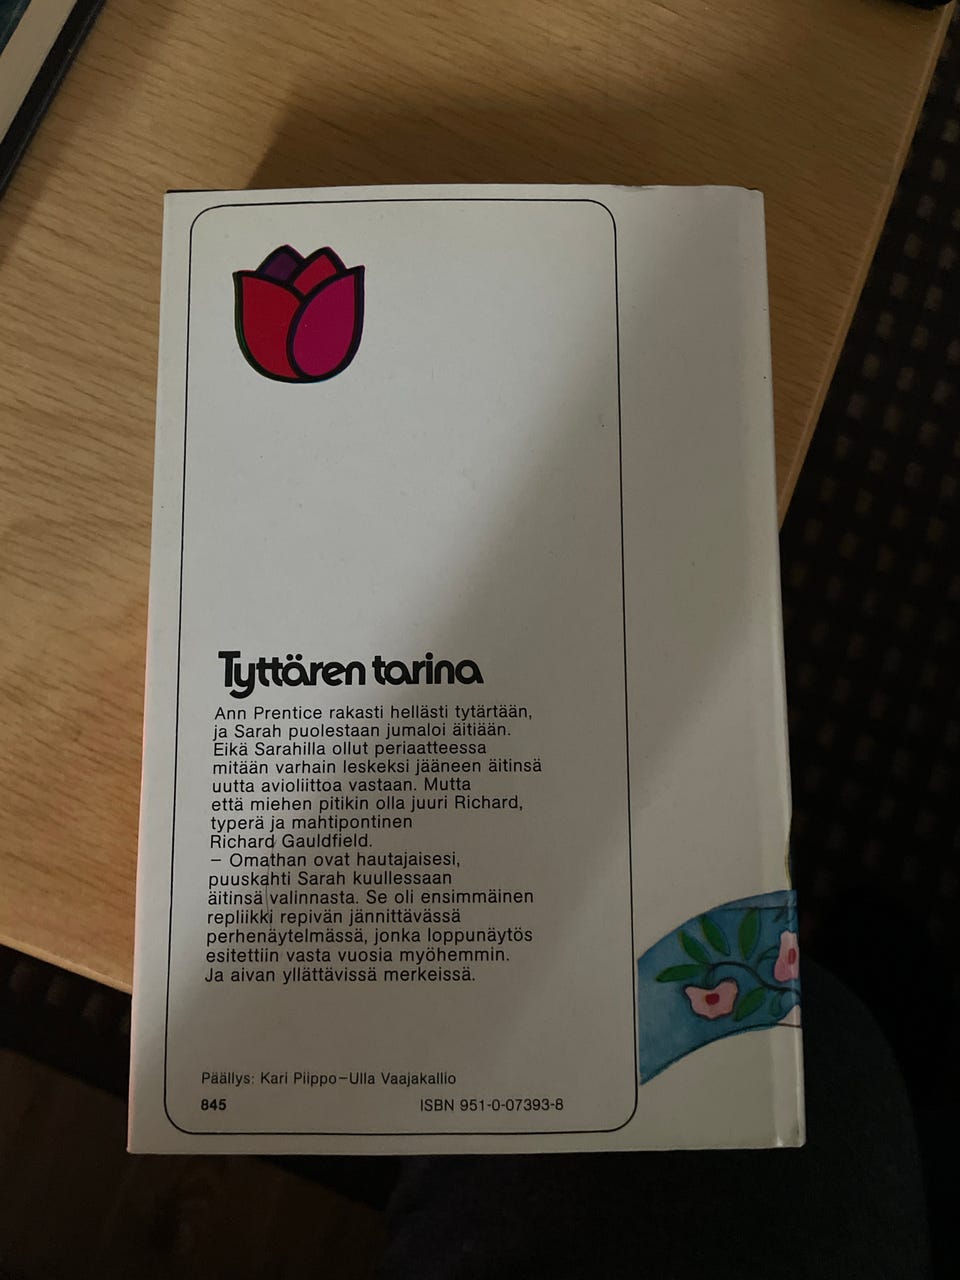 Tyttären tarina
Ann Prentice rakasti hellästi tytärtään,
ja Sarah puolestaan jumaloi äitiään.
Eikä Sarahilla ollut periaatteessa
mitään varhain leskeksi jääneen äitinsä
uutta avioliittoa vastaan. Mutta
että miehen pitikin olla juuri Richard,
typerä ja mahtipontinen
Richard Gauldfield.
– Omathan ovat hautajaisesi,
puuskahti Sarah kuullessaan
äitinsä valinnasta. Se oli ensimmäinen
repliikki repivän jännittävässä
perhenäytelmässä, jonka loppunäytös
esitettiin vasta vuosia myöhemmin.
Ja aivan yllättävissä merkeissä.
Päällys: Kari Piippo–Ulla Vaajakallio
845 ISBN 951-0-07393-8